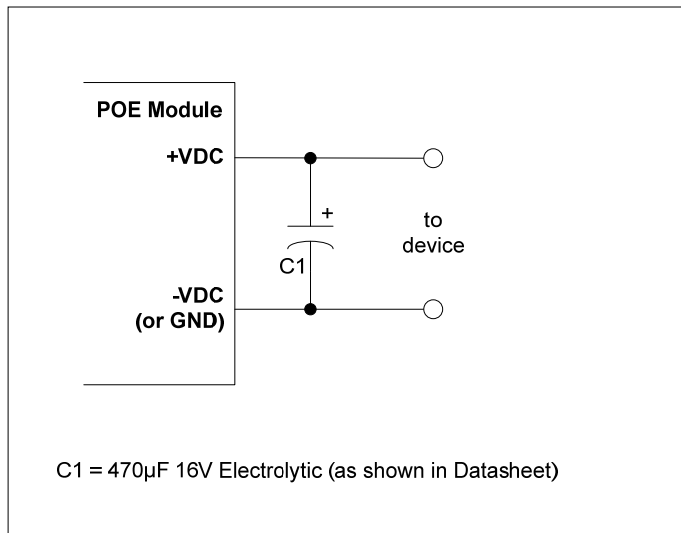 POE Module
+VDC
+
to
device
C1
-VDC
(or GND)
C1 = 470µF 16V Electrolytic (as shown in Datasheet)